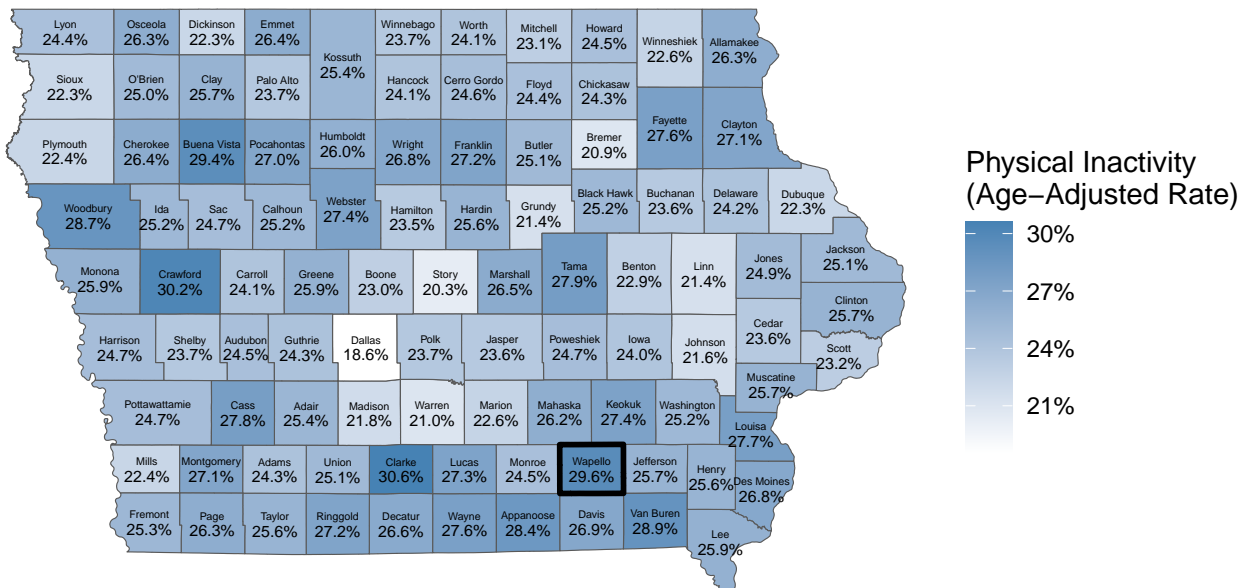 Lyon
24.4%
Osceola
26.3%
Dickinson
22.3%
Emmet
26.4%
Kossuth
25.4%
Winnebago
23.7%
Worth
24.1%
Mitchell
23.1%
Howard
24.5%
Winneshiek
22.6%
Allamakee
26.3%
Sioux
22.3%
O'Brien
25.0%
Clay
25.7%
Palo Alto
23.7%
Hancock
24.1%
Cerro Gordo
24.6%
Floyd
24.4%
Chickasaw
24.3%
Fayette
27.6%
Clayton
27.1%
Plymouth
22.4%
Cherokee
26.4%
Buena Vista
29.4%
Pocahontas
27.0%
Humboldt
26.0%
Wright
26.8%
Franklin
27.2%
Butler
25.1%
Bremer
20.9%
Woodbury
28.7%
Ida
25.2%
Sac
24.7%
Calhoun
25.2%
Webster
27.4%
Hamilton
23.5%
Hardin
25.6%
Grundy
21.4%
Black Hawk
25.2%
Buchanan
23.6%
Delaware
24.2%
Dubuque
22.3%
Monona
25.9%
Crawford
30.2%
Carroll
24.1%
Greene
25.9%
Boone
23.0%
Story
20.3%
Marshall
26.5%
Tama
27.9%
Benton
22.9%
Linn
21.4%
Jones
24.9%
Jackson
25.1%
Clinton
25.7%
Harrison
24.7%
Shelby
23.7%
Audubon
24.5%
Guthrie
24.3%
Dallas
18.6%
Polk
23.7%
Jasper
23.6%
Poweshiek
24.7%
Iowa
24.0%
Johnson
21.6%
Cedar
23.6%
Scott
23.2%
Muscatine
25.7%
Pottawattamie
24.7%
Cass
27.8%
Adair
25.4%
Madison
21.8%
Warren
21.0%
Marion
22.6%
Mahaska
26.2%
Keokuk
27.4%
Washington
25.2%
Louisa
27.7%
Mills
22.4%
Montgomery
27.1%
Adams
24.3%
Union
25.1%
Clarke
30.6%
Lucas
27.3%
Monroe
24.5%
Wapello
29.6%
Jefferson
25.7%
Henry
25.6%
Des Moines
26.8%
Fremont
25.3%
Page
26.3%
Taylor
25.6%
Ringgold
27.2%
Decatur
26.6%
Wayne
27.6%
Appanoose
28.4%
Davis
26.9%
Van Buren
28.9%
Lee
25.9%
Physical Inactivity
(Age−Adjusted Rate)
30%
27%
24%
21%